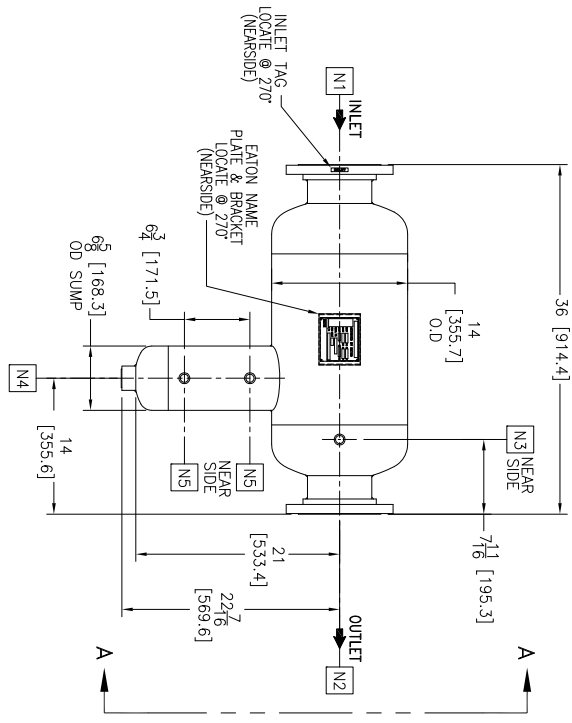 36 [914.4]
14
[355.7]
O.D
N3
NEAR
SIDE
7 11/16 [195.3]
A
A
N1
INLET
OUTLET
N2
INLET TAG
LOCATE @ 270°
(NEARSIDE)
EATON NAME
PLATE & BRACKET
LOCATE @ 270°
(NEARSIDE)
6 3/4 [171.5]
6 5/8 [168.3]
OD SUMP
N4
14
[355.6]
N5
N5
NEAR
SIDE
21
[533.4]
22 7/16
[569.6]